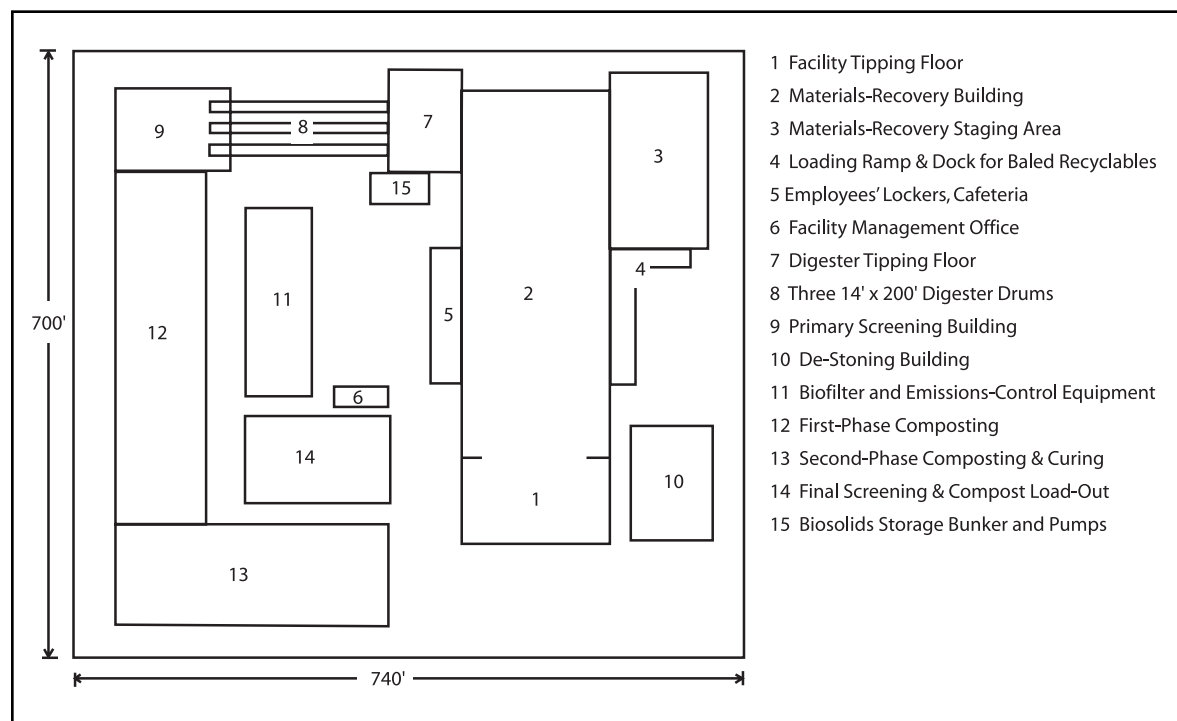 9
8
7
3
15
11
12
5
2
4
6
14
10
1
13
700'
740'
1 Facility Tipping Floor
2 Materials-Recovery Building
3 Materials-Recovery Staging Area
4 Loading Ramp & Dock for Baled Recyclables
5 Employees' Lockers, Cafeteria
6 Facility Management Office
7 Digester Tipping Floor
8 Three 14' x 200' Digester Drums
9 Primary Screening Building
10 De-Stoning Building
11 Biofilter and Emissions-Control Equipment
12 First-Phase Composting
13 Second-Phase Composting & Curing
14 Final Screening & Compost Load-Out
15 Biosolids Storage Bunker and Pumps